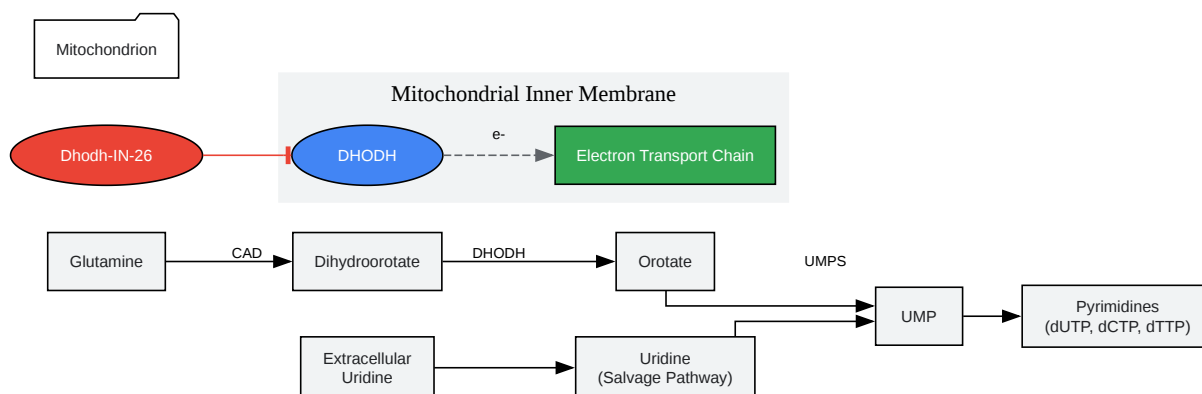 Mitochondrion
Mitochondrial Inner Membrane
Dhodh-IN-26
DHODH
e-
Electron Transport Chain
Glutamine
CAD
Dihydroorotate
DHODH
Orotate
UMPS
UMP
Pyrimidines
(dUTP, dCTP, dTTP)
Extracellular
Uridine
Uridine
(Salvage Pathway)